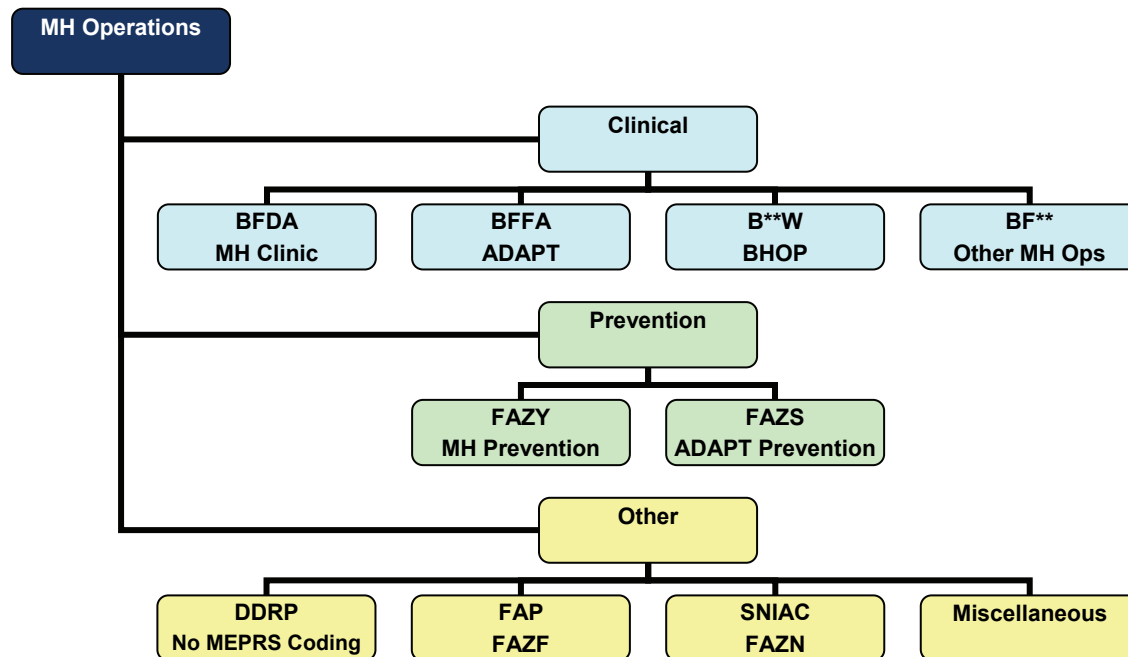 MH Operations
Clinical
BFDA
MH Clinic
BFFA
ADAPT
B**W
BHOP
BF**
Other MH Ops
Prevention
FAZY
MH Prevention
FAZS
ADAPT Prevention
Other
DDRP
No MEPRS Coding
FAP
FAZF
SNIAC
FAZN
Miscellaneous